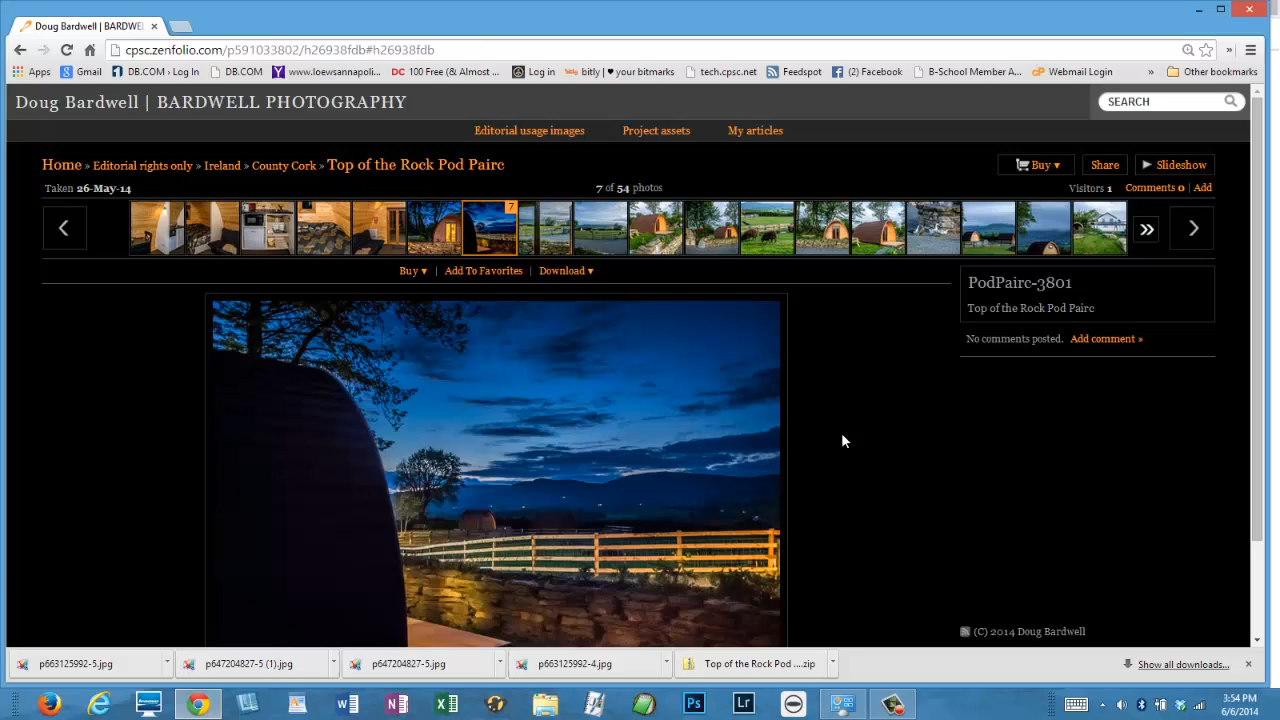 Doug Bardwell | BARDWEL
cpsc.zenfolio.com/p591033802/h26938fdb#h26938fdb
Apps Gmail DB.COM › Log In DB.COM www.loewsannapoli... DC 100 Free (& Almost ... Log in bitly | ♥ your bitmarks tech.cpsc.net Feedspot (2) Facebook B-School Member A... Webmail Login » Other bookmarks
Doug Bardwell | BARDWELL PHOTOGRAPHY
SEARCH
Editorial usage images Project assets My articles
Home » Editorial rights only » Ireland » County Cork » Top of the Rock Pod Pairc
Buy ▾ Share Slideshow
Taken 26-May-14
7 of 54 photos
Visitors 1 Comments 0 | Add
7
Buy ▾ | Add To Favorites | Download ▾
PodPairc-3801
Top of the Rock Pod Pairc
No comments posted. Add comment »
(C) 2014 Doug Bardwell
p663125992-5.jpg p647204827-5 (1).jpg p647204827-5.jpg p663125992-4.jpg Top of the Rock Pod ....zip Show all downloads...
Ps Lr
3:54 PM
6/6/2014